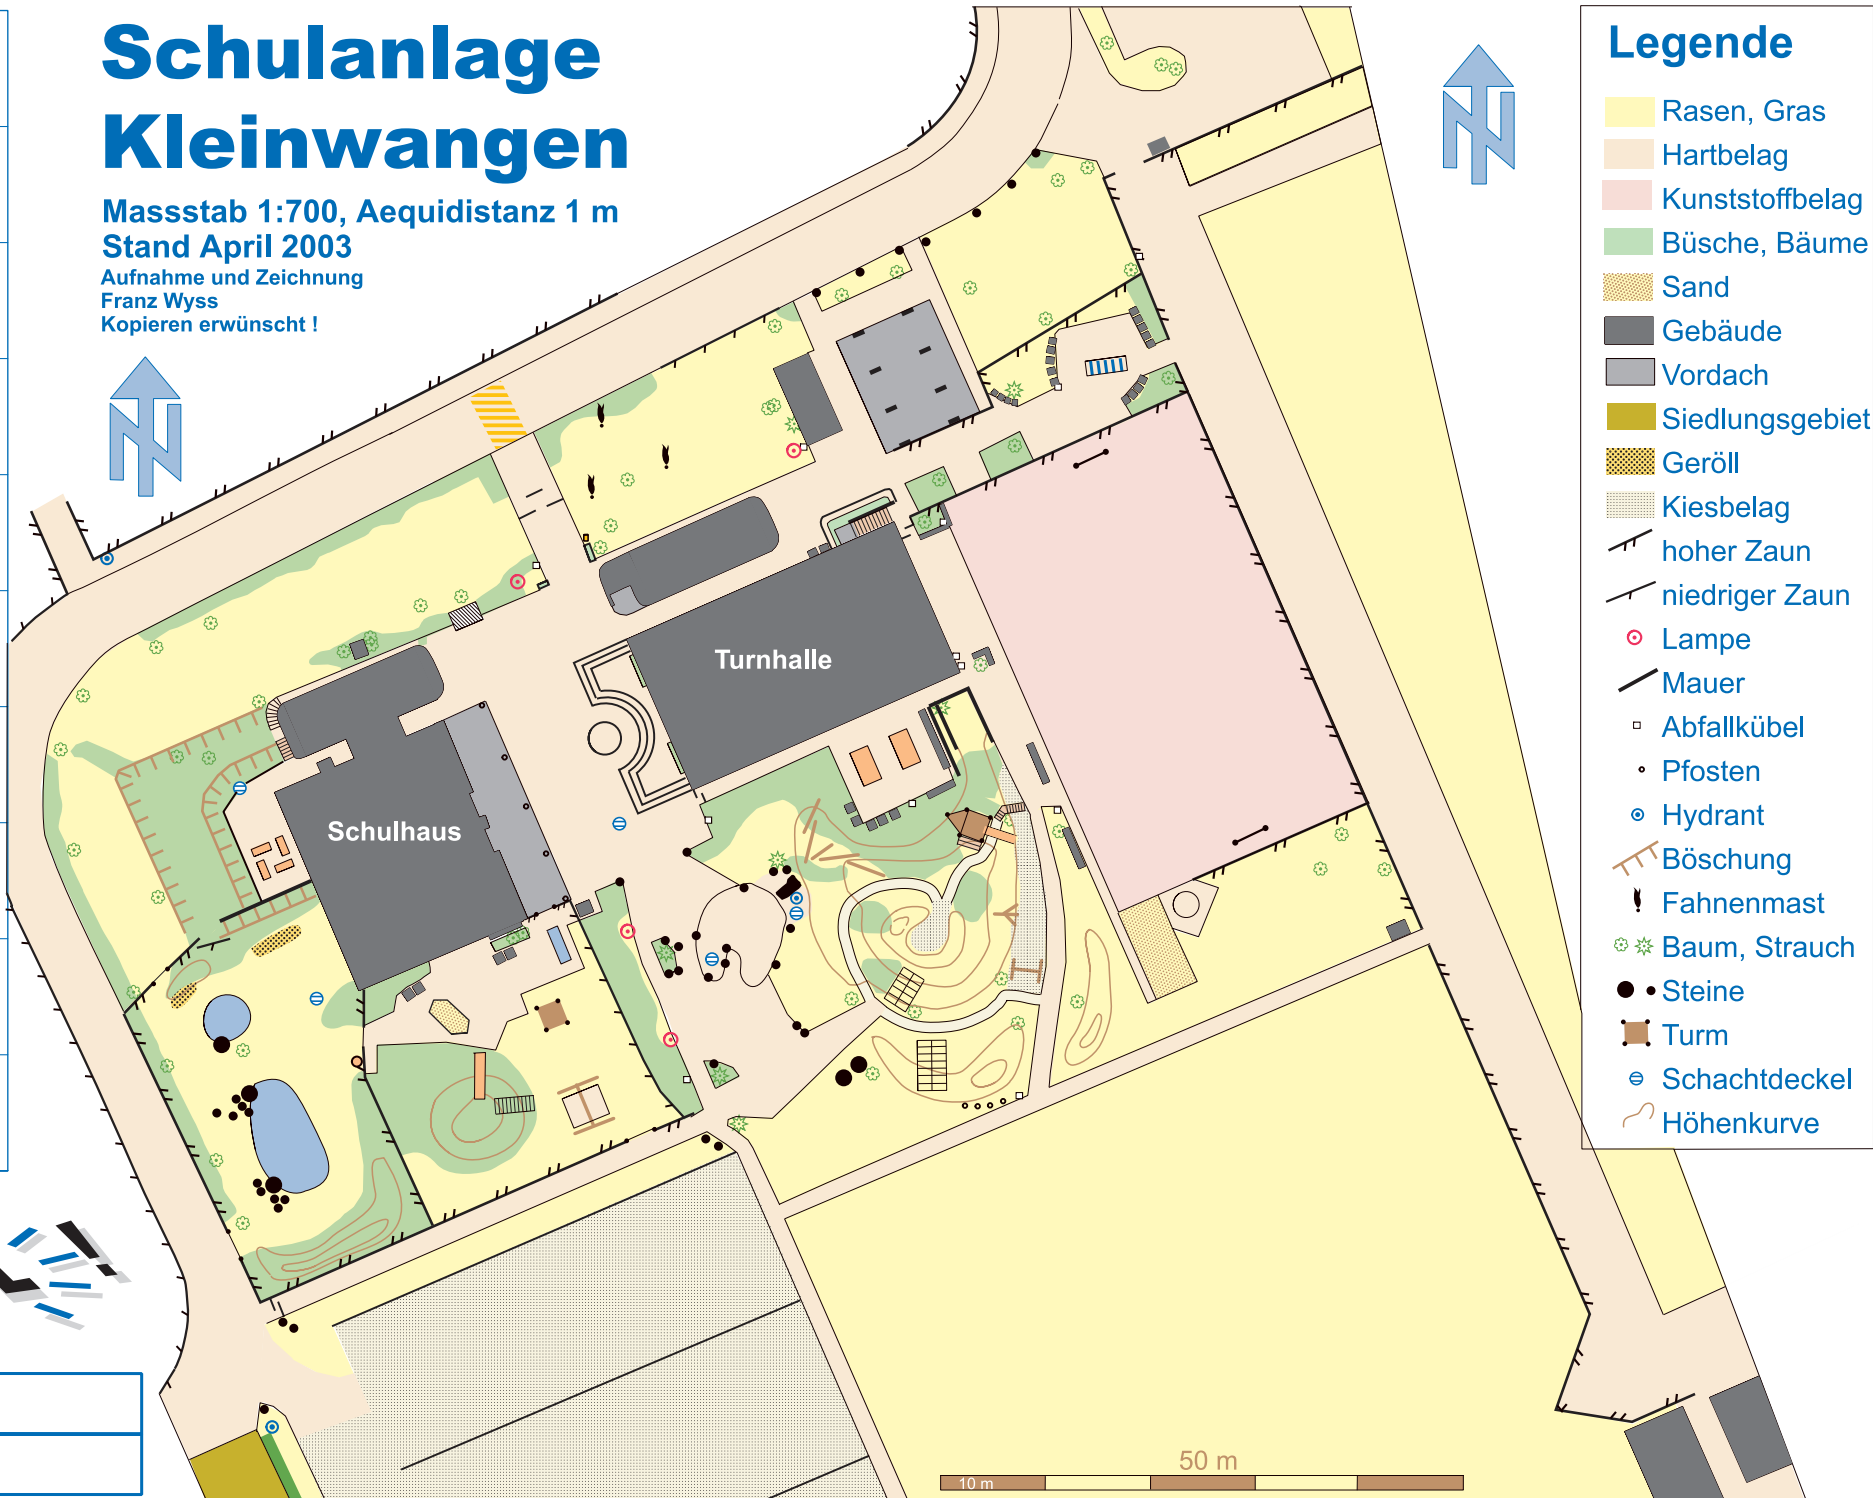 Schulanlage
Kleinwangen
Massstab 1:700, Aequidistanz 1 m
Stand April 2003
Aufnahme und Zeichnung
Franz Wyss
Kopieren erwünscht !
N
N
Turnhalle
Schulhaus
50 m
10 m
Legende
Rasen, Gras
Hartbelag
Kunststoffbelag
Büsche, Bäume
Sand
Gebäude
Vordach
Siedlungsgebiet
Geröll
Kiesbelag
hoher Zaun
niedriger Zaun
Lampe
Mauer
Abfallkübel
Pfosten
Hydrant
Böschung
Fahnenmast
Baum, Strauch
Steine
Turm
Schachtdeckel
Höhenkurve